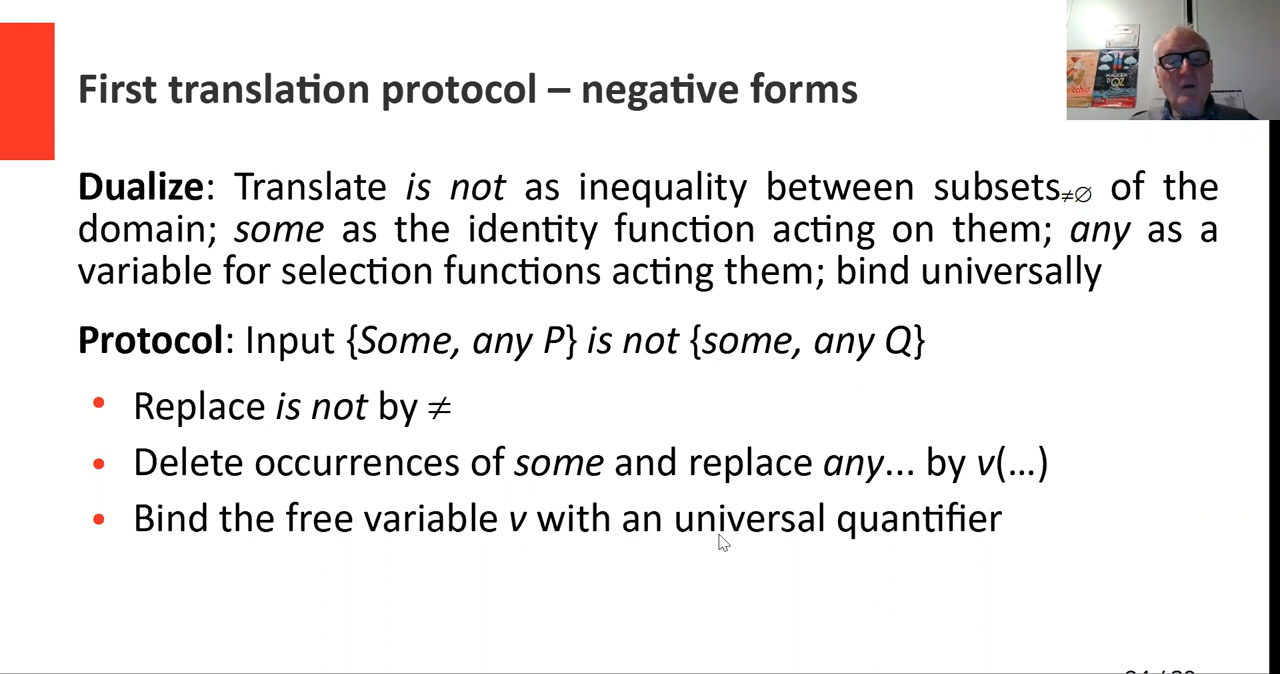 First translation protocol – negative forms
Dualize: Translate is not as inequality between subsets≠∅ of the
domain; some as the identity function acting on them; any as a
variable for selection functions acting them; bind universally
Protocol: Input {Some, any P} is not {some, any Q}
• Replace is not by ≠
• Delete occurrences of some and replace any... by v(…)
• Bind the free variable v with an universal quantifier